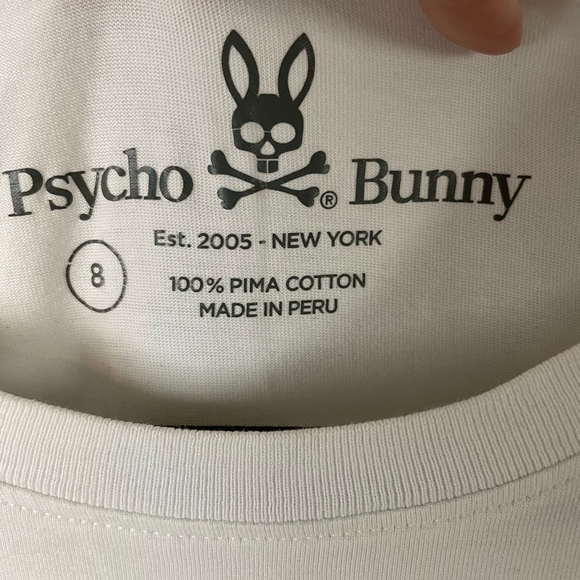 Psycho ® Bunny
Est. 2005 - NEW YORK
8
100% PIMA COTTON
MADE IN PERU